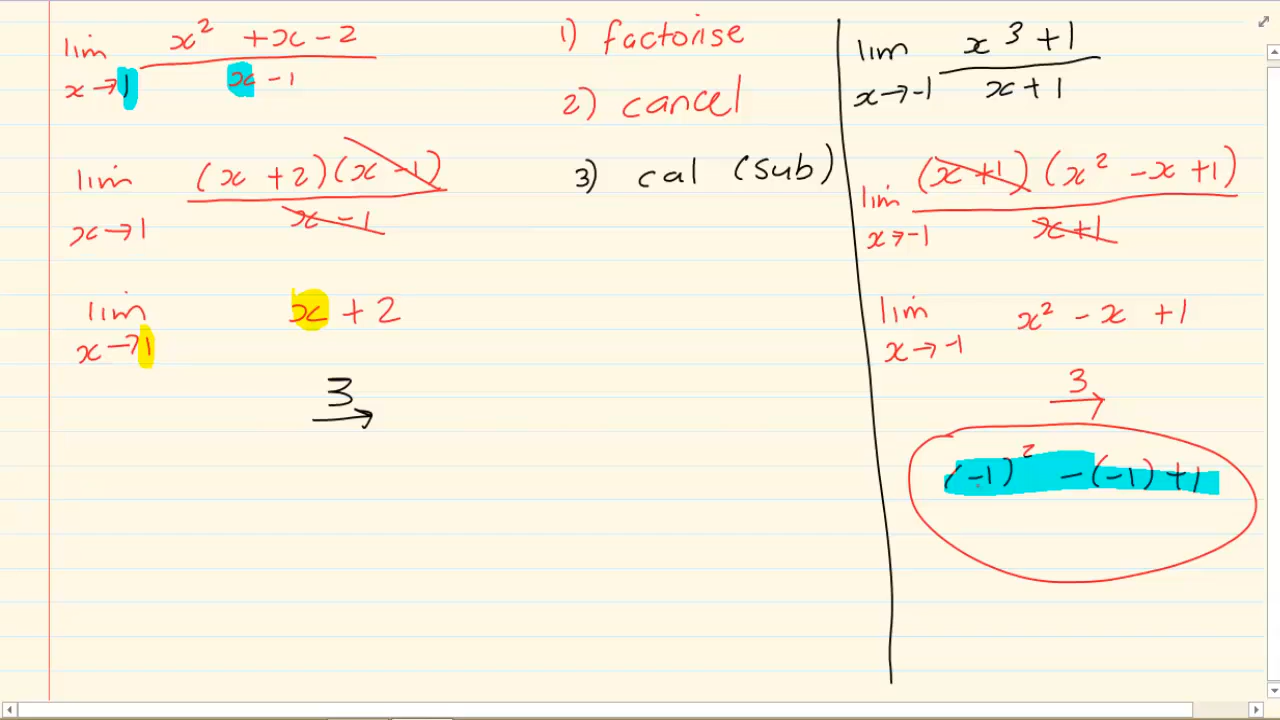 lim x→1 (x² + x − 2) / (x − 1)
lim x→1 (x + 2)(x − 1) / (x − 1)
lim x→1 x + 2
3
1) factorise
2) cancel
3) cal (sub)
lim x→-1 (x³ + 1) / (x + 1)
lim x→-1 (x + 1)(x² − x + 1) / (x + 1)
lim x→-1 x² − x + 1
3
(-1)² − (-1) + 1